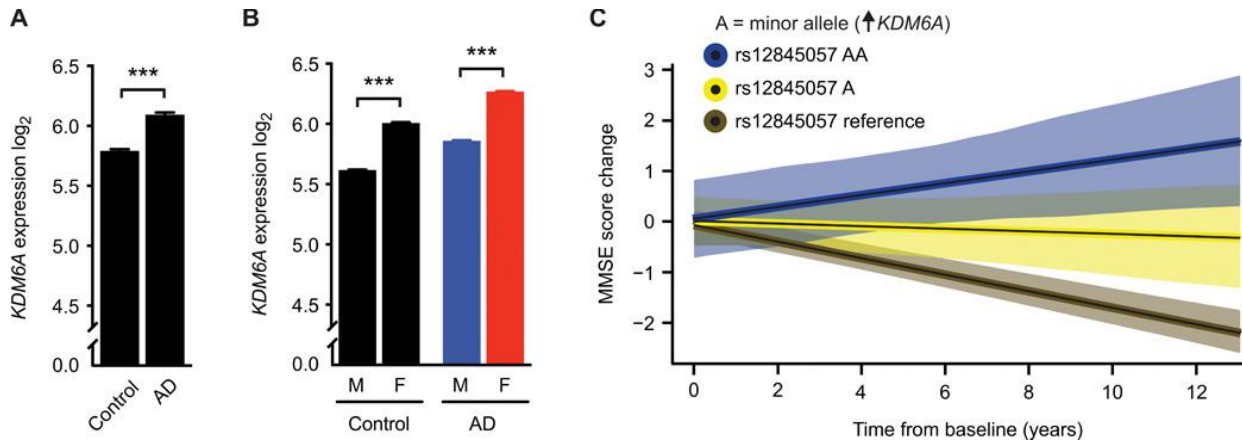 A
KDM6A expression log2
6.5
6.0
5.5
5.0
4.5
0.0
***
Control
AD
B
KDM6A expression log2
6.5
6.0
5.5
5.0
4.5
0.0
***
***
M F M F
Control AD
C
A = minor allele (↑KDM6A)
rs12845057 AA
rs12845057 A
rs12845057 reference
MMSE score change
3
2
1
0
−1
−2
0 2 4 6 8 10 12
Time from baseline (years)